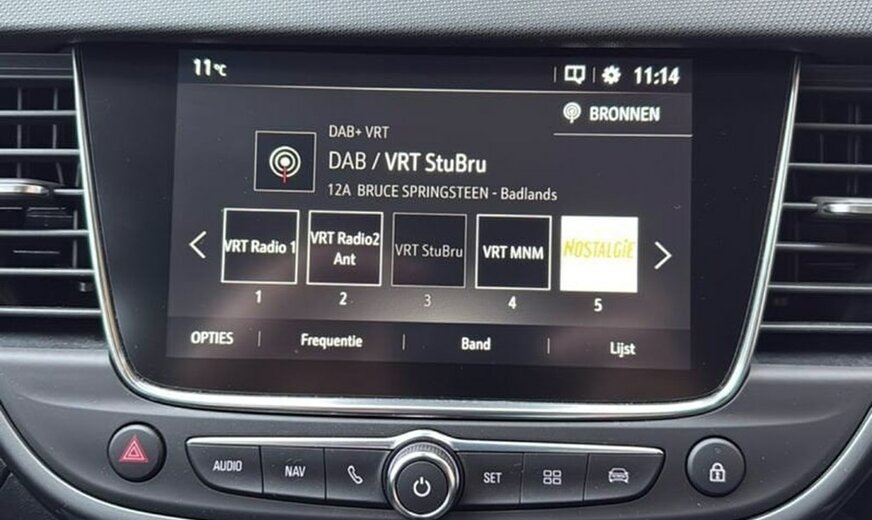 11°C 11:14
BRONNEN
DAB+ VRT
DAB / VRT StuBru
12A BRUCE SPRINGSTEEN - Badlands
VRT Radio 1
VRT Radio2
Ant
VRT StuBru
VRT MNM
NOSTALGIE
1 2 3 4 5
OPTIES Frequentie Band Lijst
AUDIO NAV SET